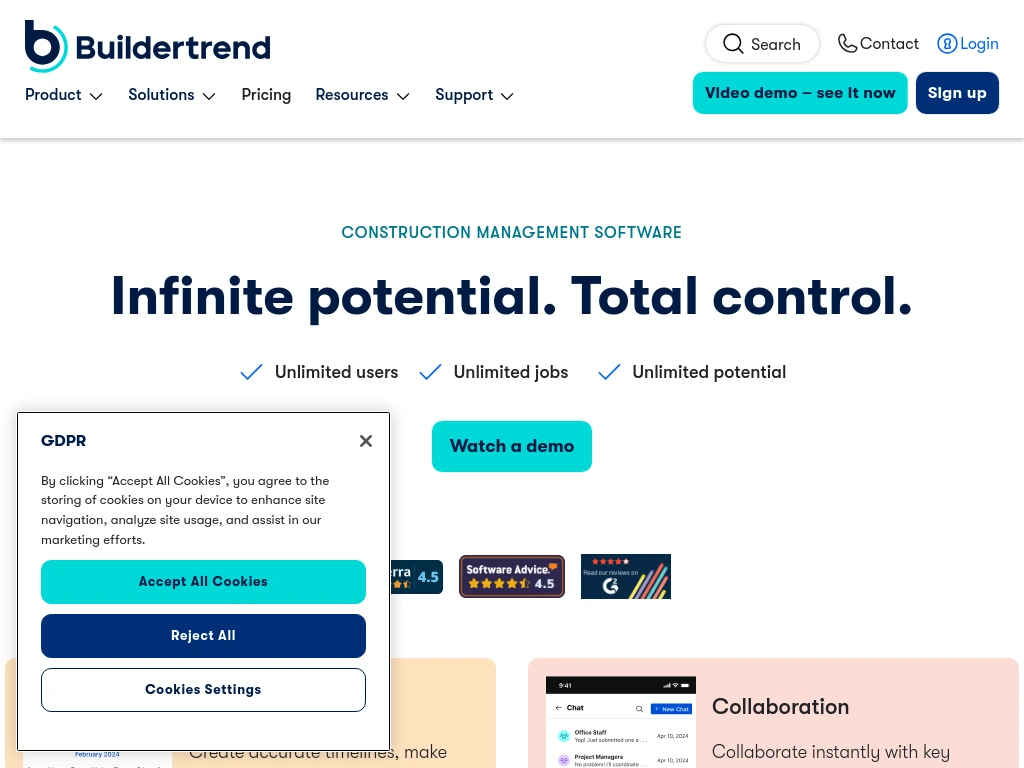 Buildertrend
Search
Contact
Login
Product
Solutions
Pricing
Resources
Support
Video demo – see it now
Sign up
CONSTRUCTION MANAGEMENT SOFTWARE
Infinite potential. Total control.
Unlimited users
Unlimited jobs
Unlimited potential
Watch a demo
GDPR
By clicking “Accept All Cookies”, you agree to the
storing of cookies on your device to enhance site
navigation, analyze site usage, and assist in our
marketing efforts.
Accept All Cookies
Reject All
Cookies Settings
4.5
Software Advice.
4.5
Read our reviews on
G2
February 2024
Create accurate timelines, make
9:41
Chat
+ New Chat
Office Staff
Yep! Just submitted one a ...
Apr 10, 2024
Project Managers
No problem! I'll coordinate ...
Apr 10, 2024
Collaboration
Collaborate instantly with key